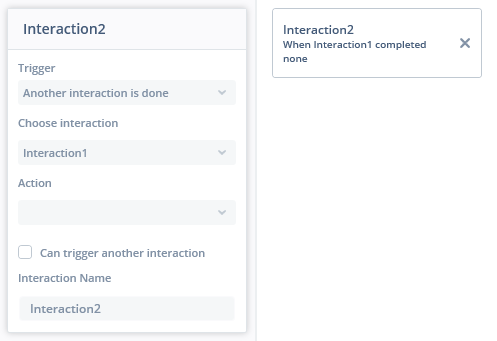 Interaction2
Trigger
Another interaction is done
Choose interaction
Interaction1
Action
Can trigger another interaction
Interaction Name
Interaction2
Interaction2
When Interaction1 completed
none